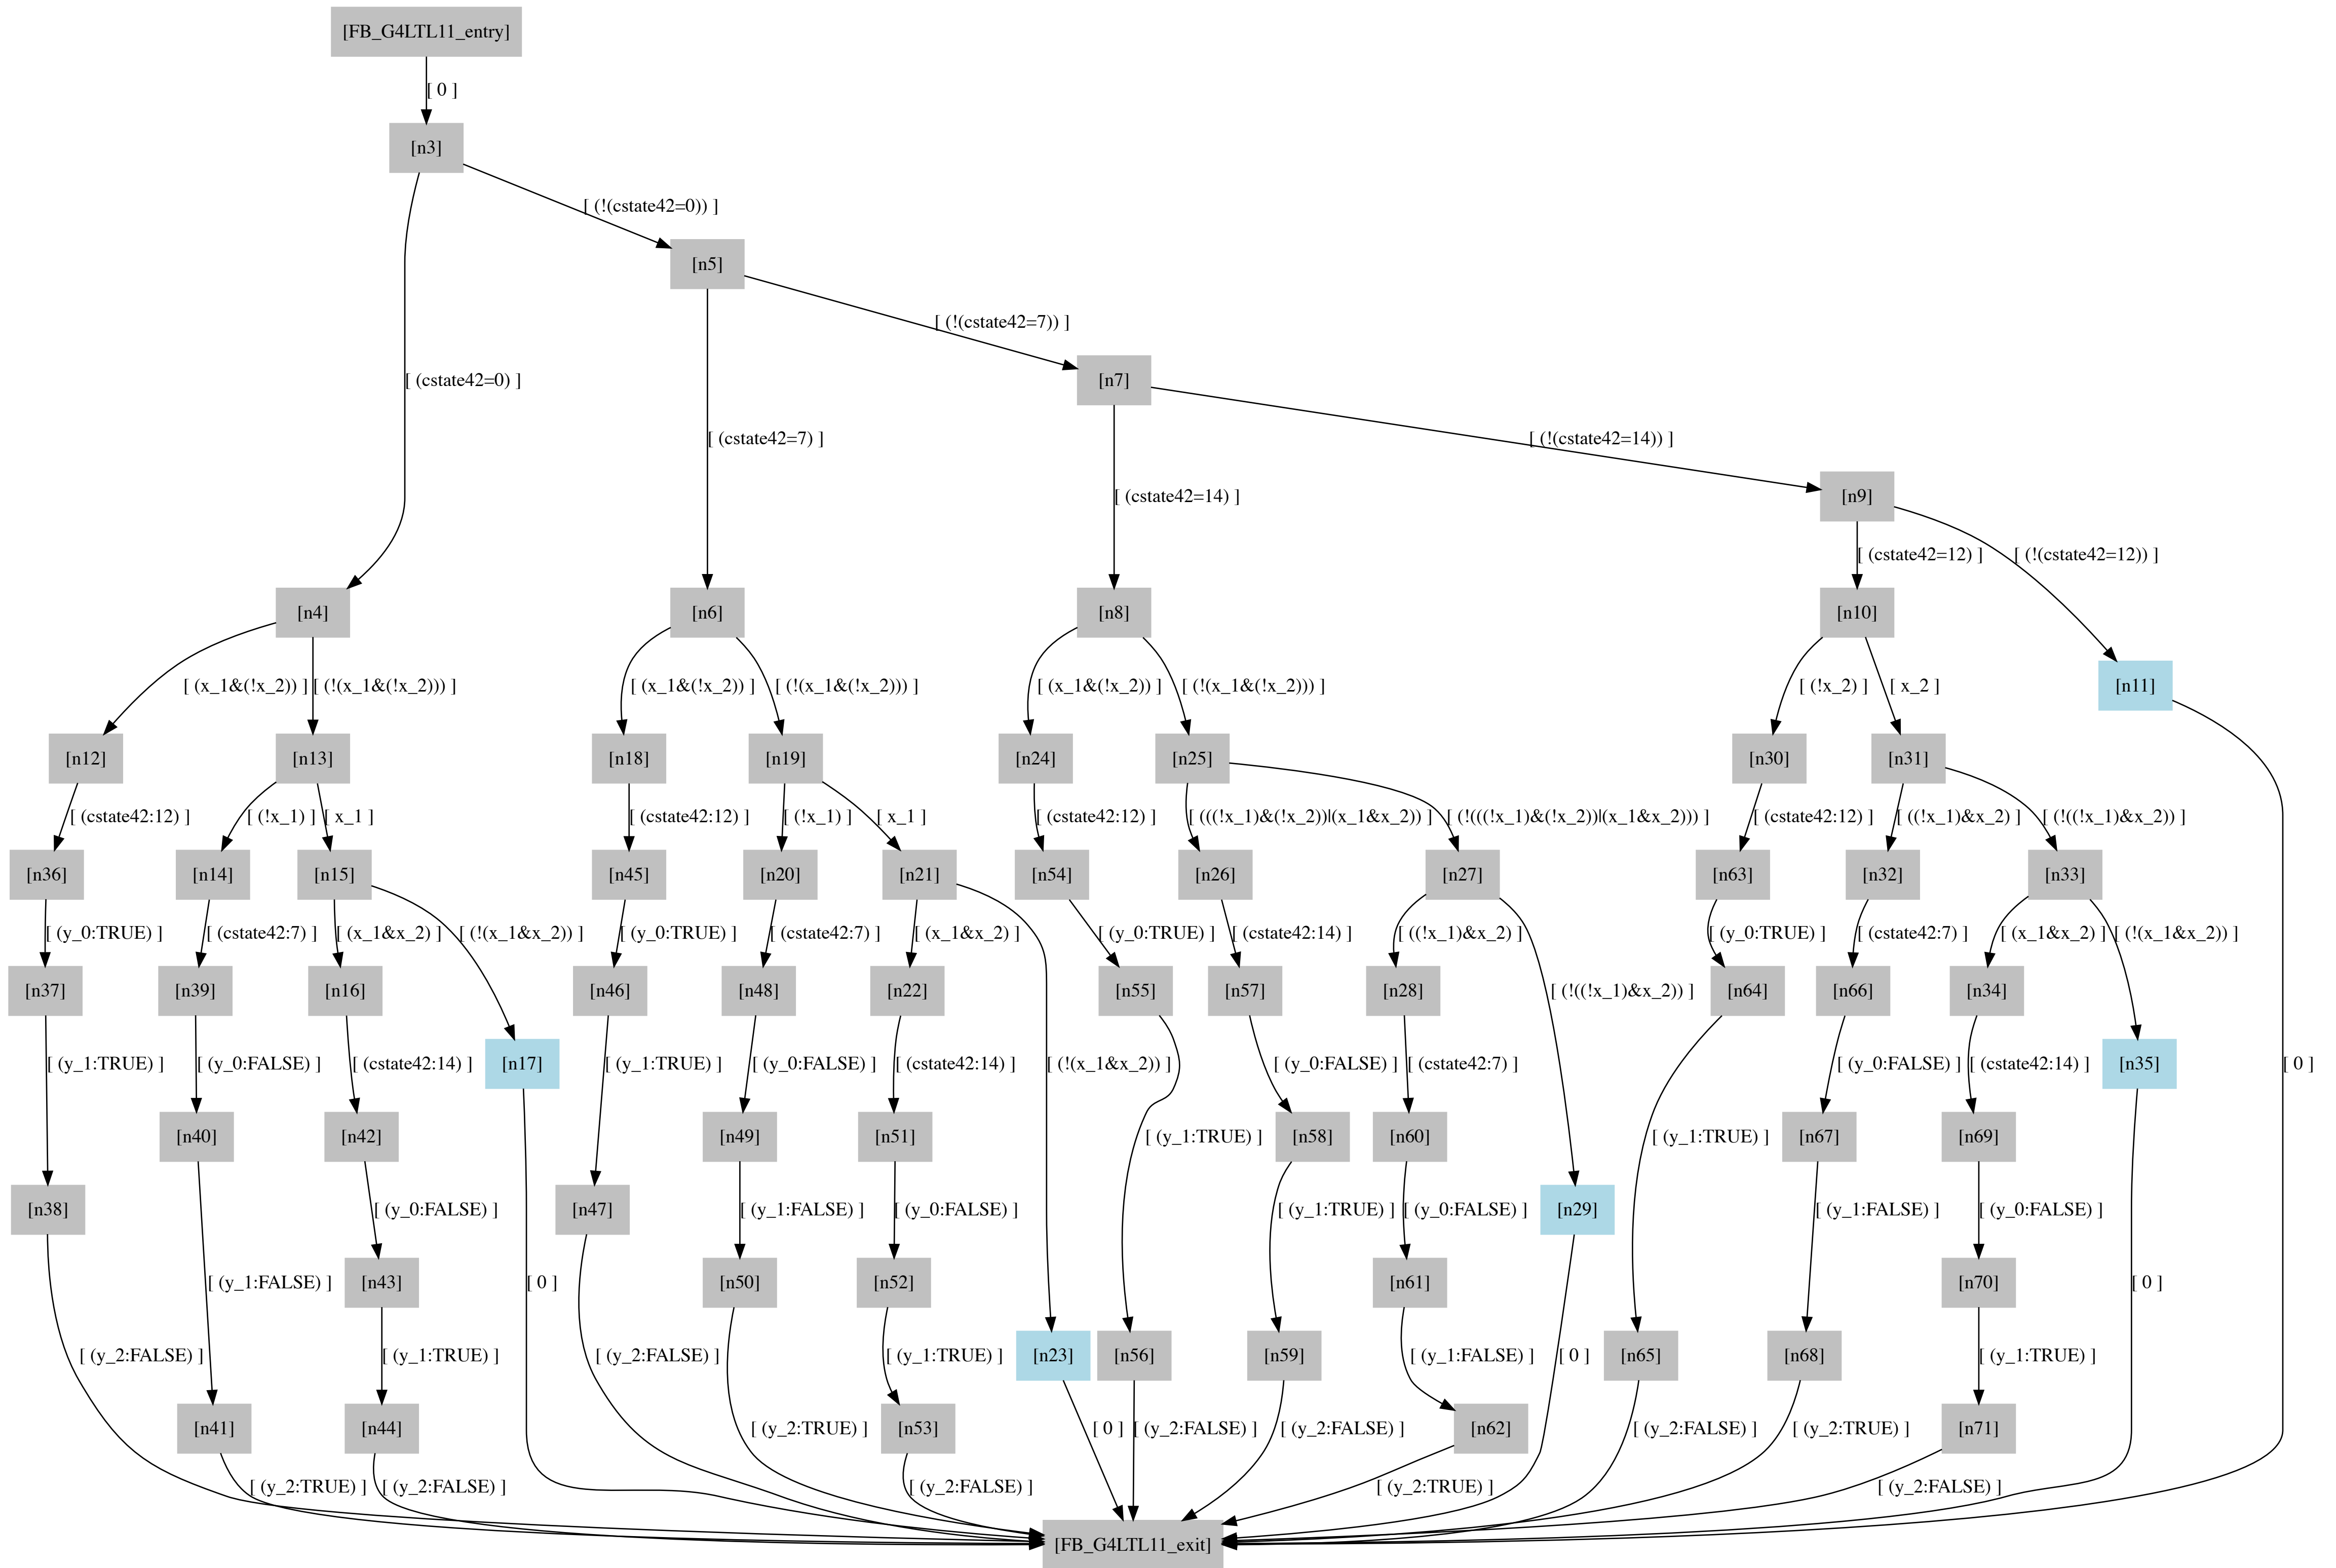 [FB_G4LTL11_entry]
[ 0 ]
[n3]
[ (!(cstate42=0)) ]
[n5]
[ (!(cstate42=7)) ]
[n7]
[ (cstate42=0) ]
[ (cstate42=7) ]
[ (!(cstate42=14)) ]
[ (cstate42=14) ]
[n9]
[ (cstate42=12) ]
[ (!(cstate42=12)) ]
[n4]
[n6]
[n8]
[n10]
[ (x_1&(!x_2)) ]
[ (!(x_1&(!x_2))) ]
[ (x_1&(!x_2)) ]
[ (!(x_1&(!x_2))) ]
[ (x_1&(!x_2)) ]
[ (!(x_1&(!x_2))) ]
[ (!x_2) ]
[ x_2 ]
[n11]
[n12]
[n13]
[n18]
[n19]
[n24]
[n25]
[n30]
[n31]
[ (cstate42:12) ]
[ (!x_1) ]
[ x_1 ]
[ (cstate42:12) ]
[ (!x_1) ]
[ x_1 ]
[ (cstate42:12) ]
[ (((!x_1)&(!x_2))|(x_1&x_2)) ]
[ (!(((!x_1)&(!x_2))|(x_1&x_2))) ]
[ (cstate42:12) ]
[ ((!x_1)&x_2) ]
[ (!((!x_1)&x_2)) ]
[n36]
[n14]
[n15]
[n45]
[n20]
[n21]
[n54]
[n26]
[n27]
[n63]
[n32]
[n33]
[ (y_0:TRUE) ]
[ (cstate42:7) ]
[ (x_1&x_2) ]
[ (!(x_1&x_2)) ]
[ (y_0:TRUE) ]
[ (cstate42:7) ]
[ (x_1&x_2) ]
[ (y_0:TRUE) ]
[ (cstate42:14) ]
[ ((!x_1)&x_2) ]
[ (y_0:TRUE) ]
[ (cstate42:7) ]
[ (x_1&x_2) ]
[ (!(x_1&x_2)) ]
[n37]
[n39]
[n16]
[n46]
[n48]
[n22]
[n55]
[n57]
[n28]
[ (!((!x_1)&x_2)) ]
[n64]
[n66]
[n34]
[ (y_1:TRUE) ]
[ (y_0:FALSE) ]
[ (cstate42:14) ]
[n17]
[ (y_1:TRUE) ]
[ (y_0:FALSE) ]
[ (cstate42:14) ]
[ (!(x_1&x_2)) ]
[ (y_0:FALSE) ]
[ (cstate42:7) ]
[ (y_0:FALSE) ]
[ (cstate42:14) ]
[n35]
[ 0 ]
[n40]
[n42]
[n49]
[n51]
[ (y_1:TRUE) ]
[n58]
[n60]
[ (y_1:TRUE) ]
[n67]
[n69]
[n38]
[ (y_0:FALSE) ]
[n47]
[ (y_1:FALSE) ]
[ (y_0:FALSE) ]
[ (y_1:TRUE) ]
[ (y_0:FALSE) ]
[n29]
[ (y_1:FALSE) ]
[ (y_0:FALSE) ]
[ (y_1:FALSE) ]
[n43]
[ 0 ]
[n50]
[n52]
[n61]
[n70]
[ 0 ]
[ (y_2:FALSE) ]
[ (y_1:TRUE) ]
[ (y_2:FALSE) ]
[ (y_1:TRUE) ]
[n23]
[n56]
[n59]
[ (y_1:FALSE) ]
[ 0 ]
[n65]
[n68]
[ (y_1:TRUE) ]
[n41]
[n44]
[ (y_2:TRUE) ]
[n53]
[ 0 ]
[ (y_2:FALSE) ]
[ (y_2:FALSE) ]
[n62]
[ (y_2:FALSE) ]
[ (y_2:TRUE) ]
[n71]
[ (y_2:TRUE) ]
[ (y_2:FALSE) ]
[ (y_2:FALSE) ]
[ (y_2:TRUE) ]
[ (y_2:FALSE) ]
[FB_G4LTL11_exit]